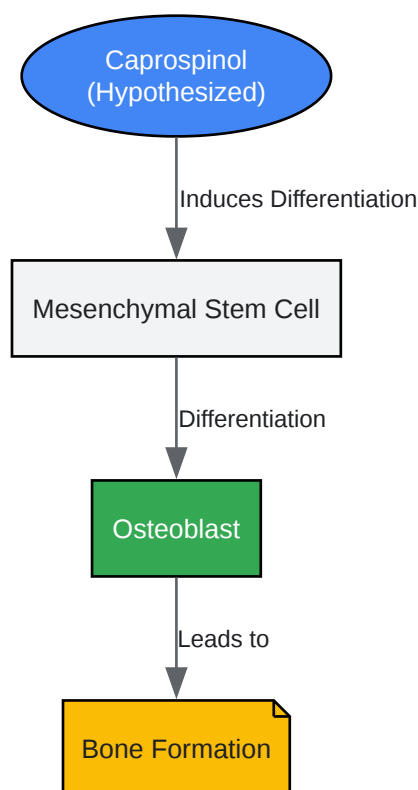 Caprospinol
(Hypothesized)
Induces Differentiation
Mesenchymal Stem Cell
Differentiation
Osteoblast
Leads to
Bone Formation